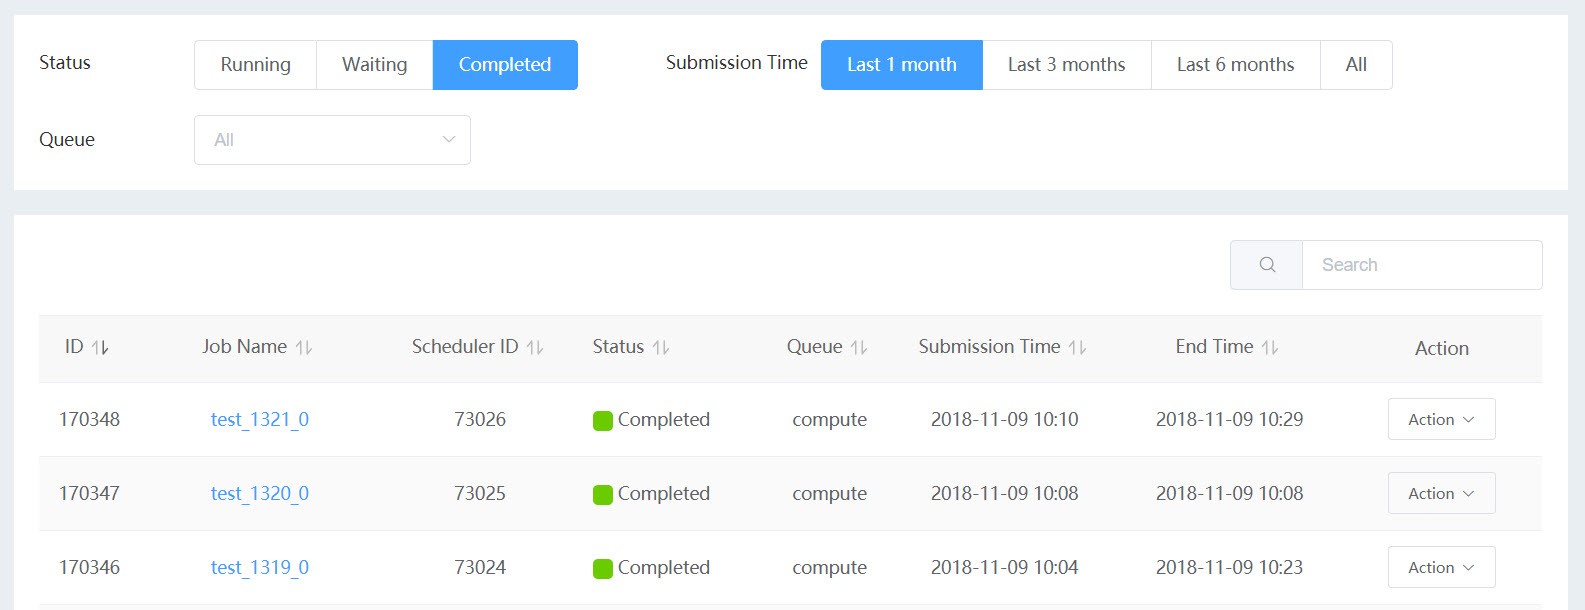 Status Running Waiting Completed Submission Time Last 1 month Last 3 months Last 6 months All
Queue All
Search
ID Job Name Scheduler ID Status Queue Submission Time End Time Action
170348 test_1321_0 73026 Completed compute 2018-11-09 10:10 2018-11-09 10:29 Action
170347 test_1320_0 73025 Completed compute 2018-11-09 10:08 2018-11-09 10:08 Action
170346 test_1319_0 73024 Completed compute 2018-11-09 10:04 2018-11-09 10:23 Action